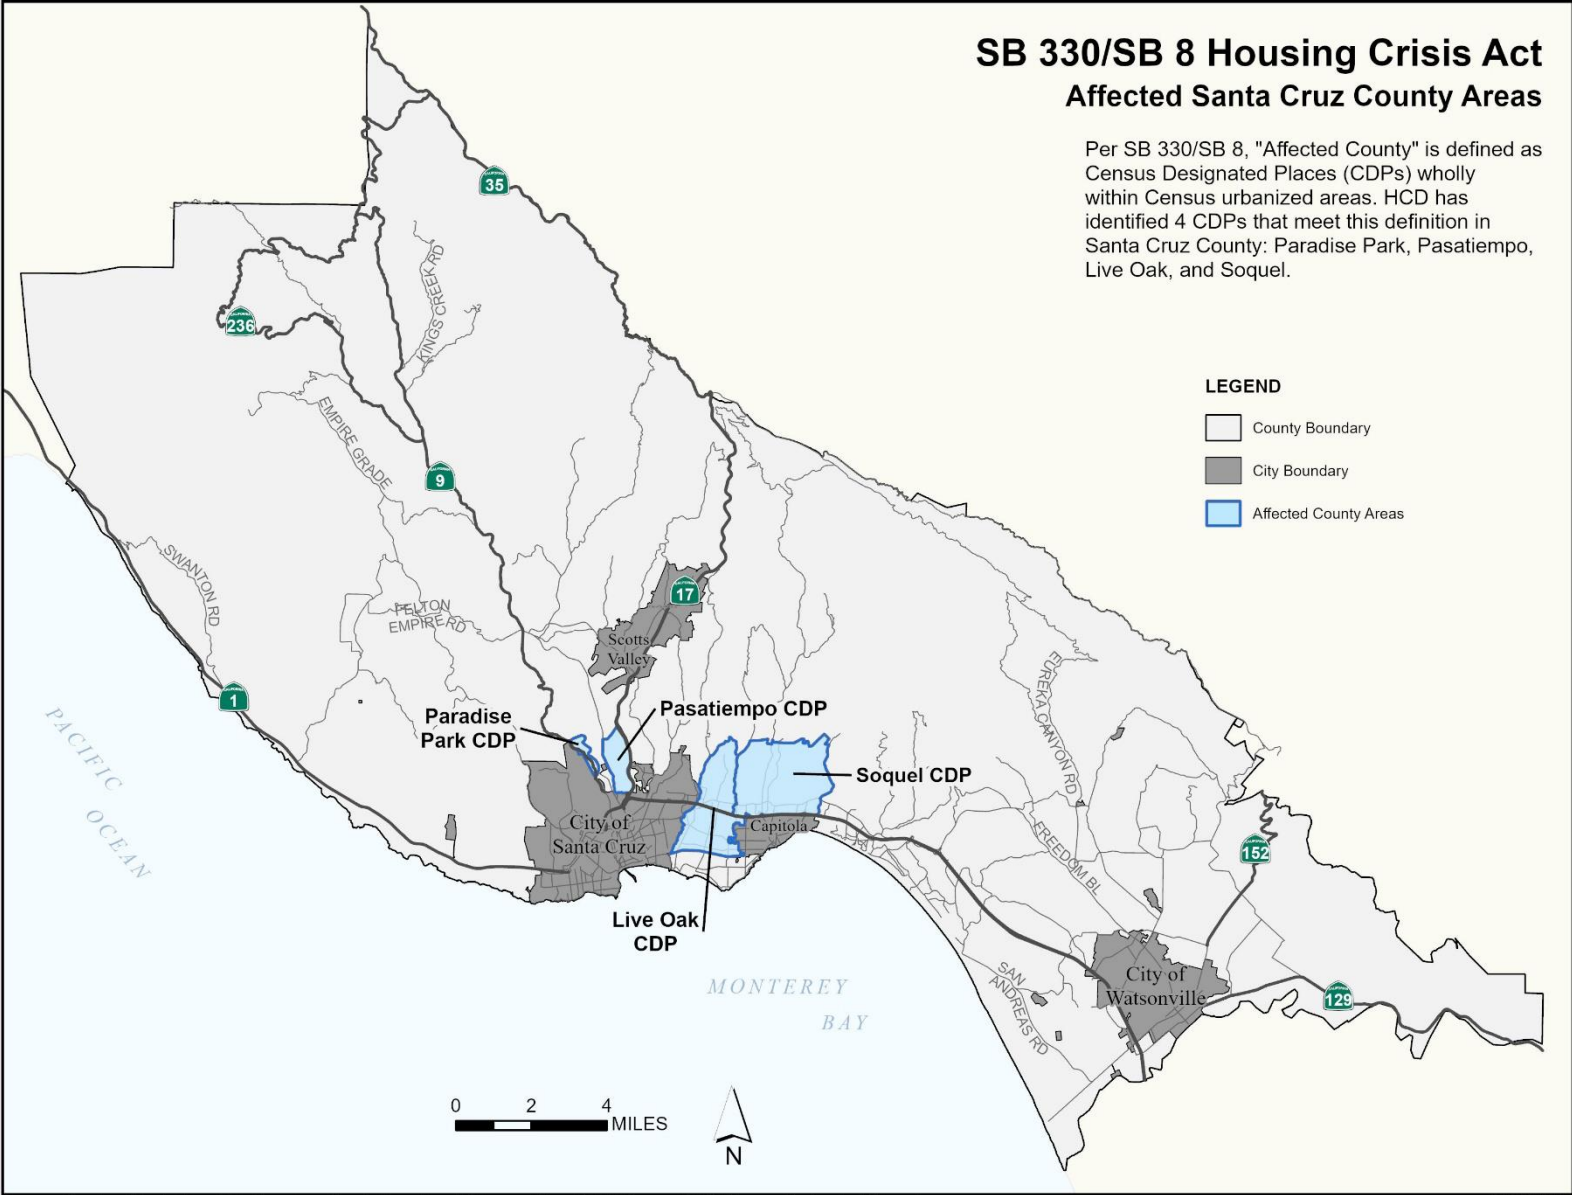 SB 330/SB 8 Housing Crisis Act
Affected Santa Cruz County Areas
Per SB 330/SB 8, "Affected County" is defined as
Census Designated Places (CDPs) wholly
within Census urbanized areas. HCD has
identified 4 CDPs that meet this definition in
Santa Cruz County: Paradise Park, Pasatiempo,
Live Oak, and Soquel.
LEGEND
County Boundary
City Boundary
Affected County Areas
35
236
KINGS CREEK RD
EMPIRE GRADE
9
SWANTON RD
FELTON
EMPIRE RD
17
Scotts
Valley
1
Paradise
Park CDP
Pasatiempo CDP
Soquel CDP
EUREKA CANYON RD
PACIFIC
OCEAN
City of
Santa Cruz
Capitola
FREEDOM BL
152
Live Oak
CDP
MONTEREY
BAY
SAN
ANDREAS RD
City of
Watsonville
129
0 2 4
MILES
N